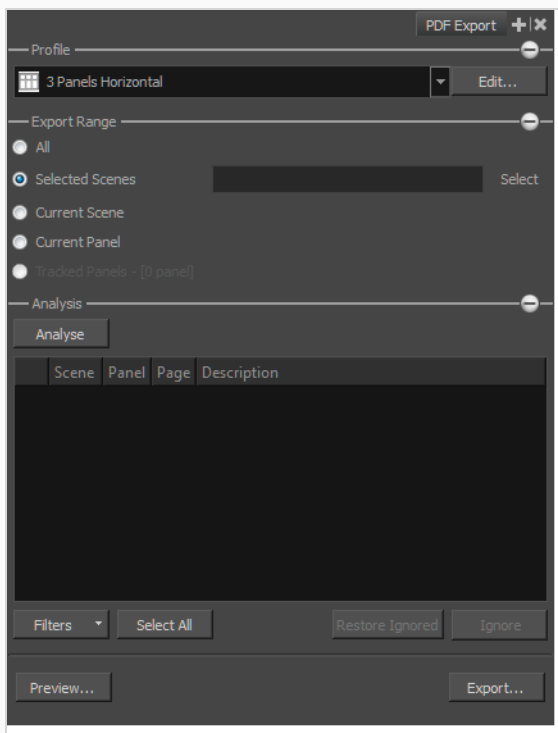 PDF Export
Profile
3 Panels Horizontal
Edit...
Export Range
All
Selected Scenes
Select
Current Scene
Current Panel
Tracked Panels - [0 panel]
Analysis
Analyse
Scene Panel Page Description
Filters
Select All
Restore Ignored
Ignore
Preview...
Export...